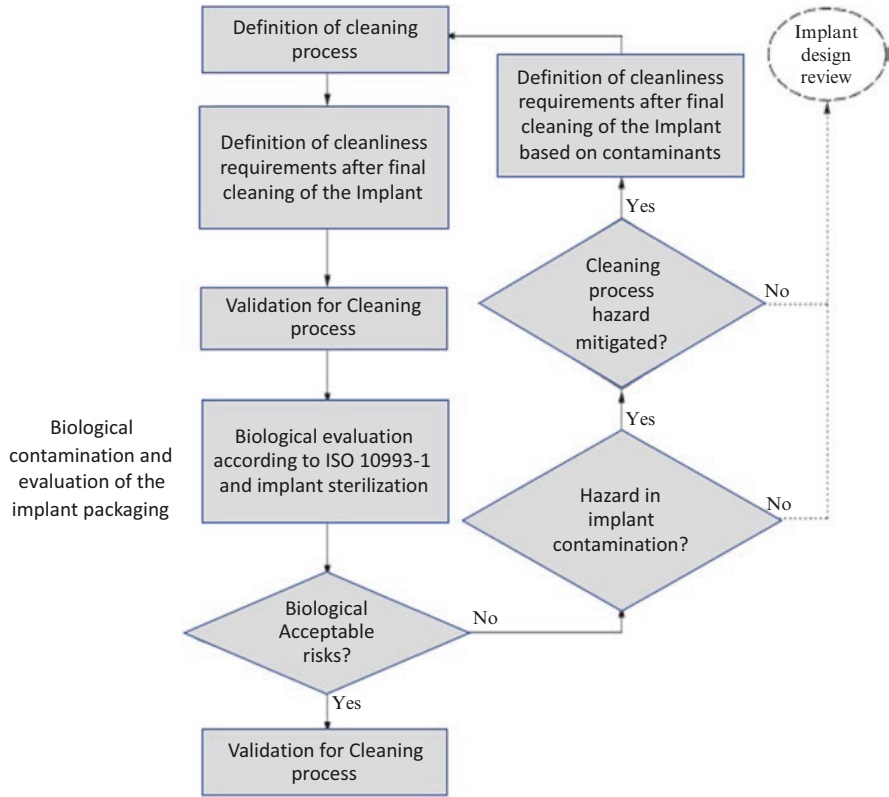 Definition of cleaning
process
Definition of cleanliness
requirements after final
cleaning of the Implant
Validation for Cleaning
process
Biological
contamination and
evaluation of the
implant packaging
Biological evaluation
according to ISO 10993-1
and implant sterilization
Biological
Acceptable
risks?
No
Yes
Validation for Cleaning
process
Hazard in
implant
contamination?
No
Yes
Cleaning
process
hazard
mitigated?
No
Yes
Definition of cleanliness
requirements after final
cleaning of the Implant
based on contaminants
Implant
design
review